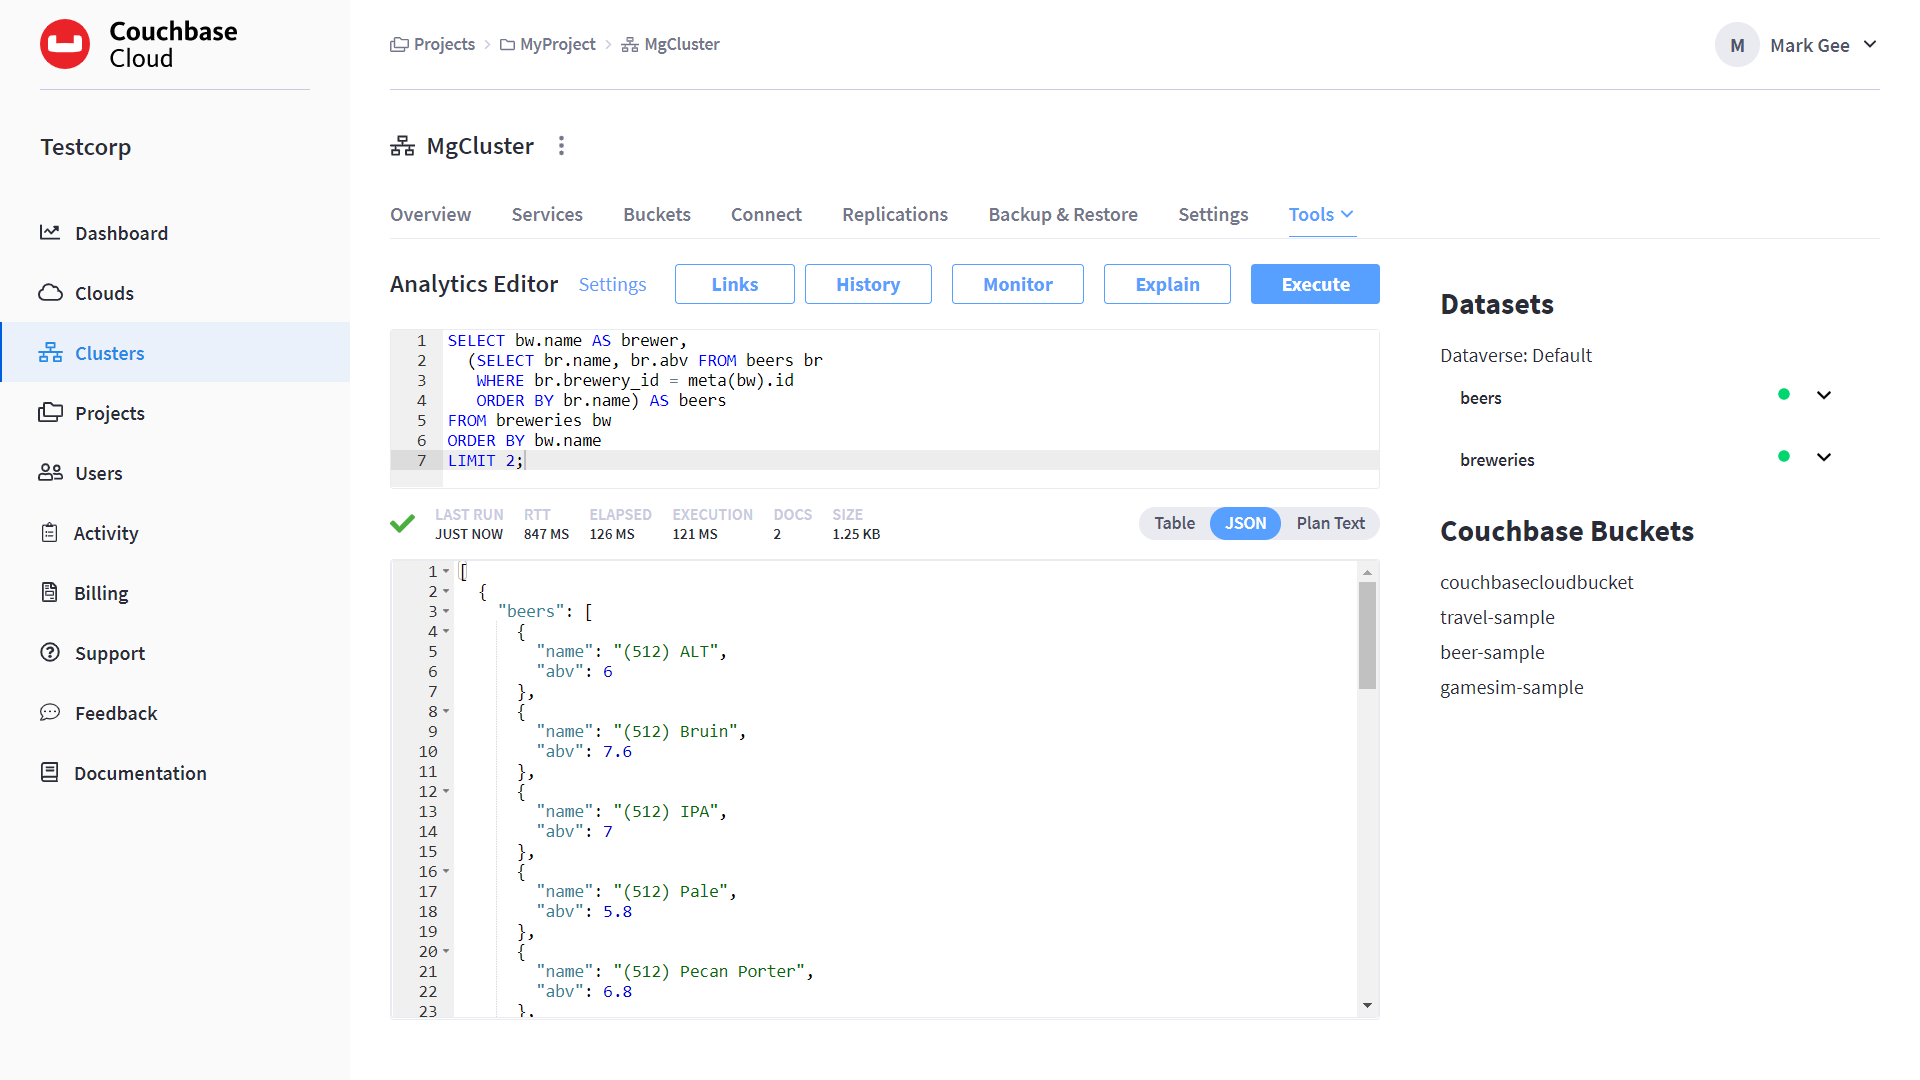 Couchbase
Cloud
Projects MyProject MgCluster
M Mark Gee
Testcorp
Dashboard
Clouds
Clusters
Projects
Users
Activity
Billing
Support
Feedback
Documentation
MgCluster
Overview Services Buckets Connect Replications Backup & Restore Settings Tools
Analytics Editor Settings Links History Monitor Explain Execute
1 SELECT bw.name AS brewer,
2 (SELECT br.name, br.abv FROM beers br
3 WHERE br.brewery_id = meta(bw).id
4 ORDER BY br.name) AS beers
5 FROM breweries bw
6 ORDER BY bw.name
7 LIMIT 2;
LAST RUN RTT ELAPSED EXECUTION DOCS SIZE
JUST NOW 847 MS 126 MS 121 MS 2 1.25 KB
Table JSON Plan Text
1 [
2 {
3 "beers": [
4 {
5 "name": "(512) ALT",
6 "abv": 6
7 },
8 {
9 "name": "(512) Bruin",
10 "abv": 7.6
11 },
12 {
13 "name": "(512) IPA",
14 "abv": 7
15 },
16 {
17 "name": "(512) Pale",
18 "abv": 5.8
19 },
20 {
21 "name": "(512) Pecan Porter",
22 "abv": 6.8
23 },
Datasets
Dataverse: Default
beers
breweries
Couchbase Buckets
couchbasecloudbucket
travel-sample
beer-sample
gamesim-sample